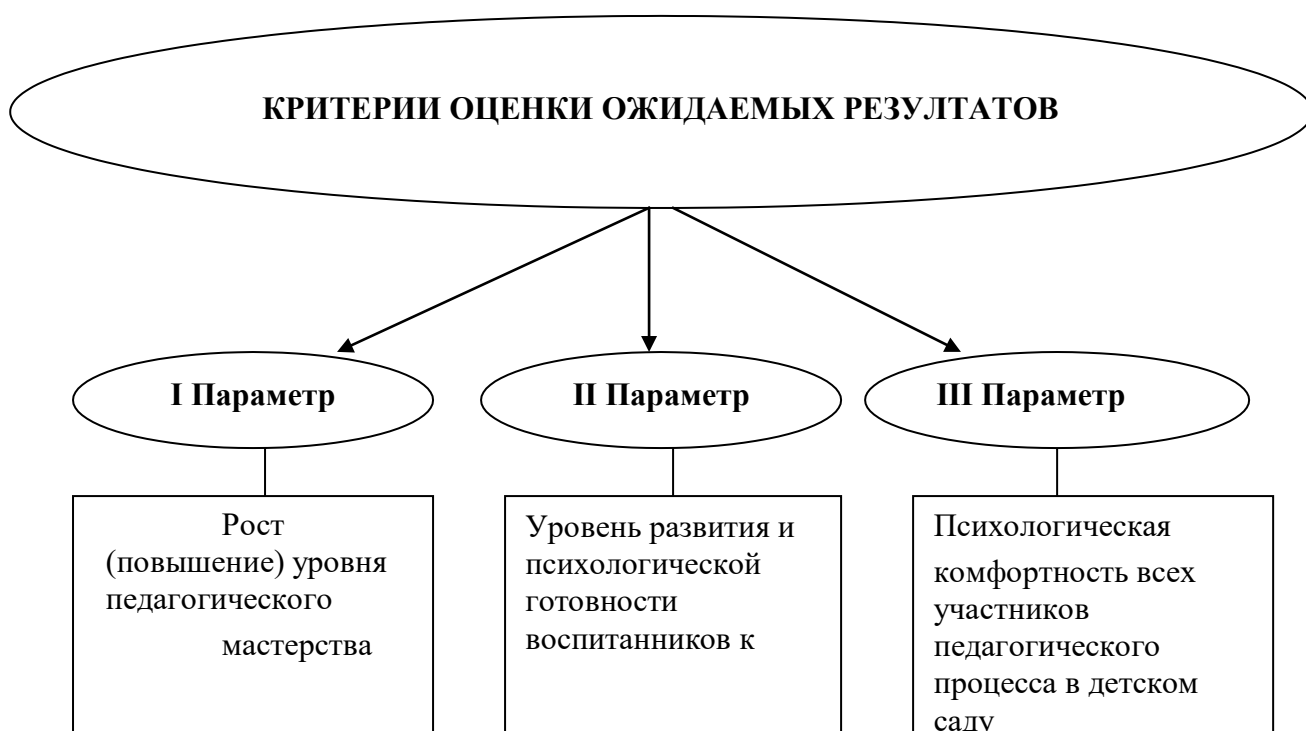 КРИТЕРИИ ОЦЕНКИ ОЖИДАЕМЫХ РЕЗУЛТАТОВ
I Параметр
II Параметр
III Параметр
Рост
(повышение) уровня
педагогического
мастерства
Уровень развития и
психологической
готовности
воспитанников к
Психологическая
комфортность всех
участников
педагогического
процесса в детском
саду